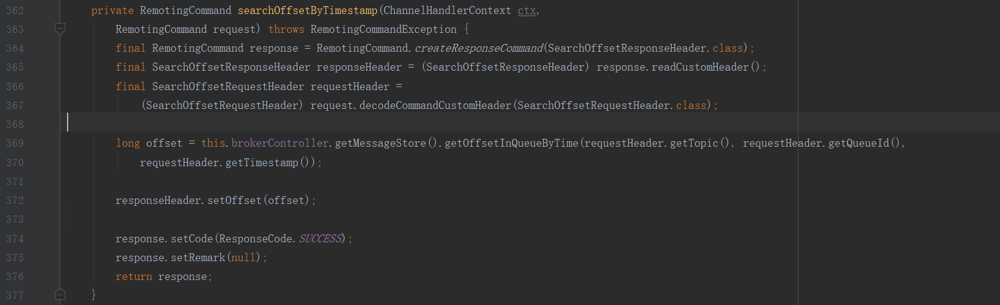 362 private RemotingCommand searchOffsetByTimestamp(ChannelHandlerContext ctx,
363 RemotingCommand request) throws RemotingCommandException {
364 final RemotingCommand response = RemotingCommand.createResponseCommand(SearchOffsetResponseHeader.class);
365 final SearchOffsetResponseHeader responseHeader = (SearchOffsetResponseHeader) response.readCustomHeader();
366 final SearchOffsetRequestHeader requestHeader =
367 (SearchOffsetRequestHeader) request.decodeCommandCustomHeader(SearchOffsetRequestHeader.class);
368
369 long offset = this.brokerController.getMessageStore().getOffsetInQueueByTime(requestHeader.getTopic(), requestHeader.getQueueId(),
370 requestHeader.getTimestamp());
371
372 responseHeader.setOffset(offset);
373
374 response.setCode(ResponseCode.SUCCESS);
375 response.setRemark(null);
376 return response;
377 }